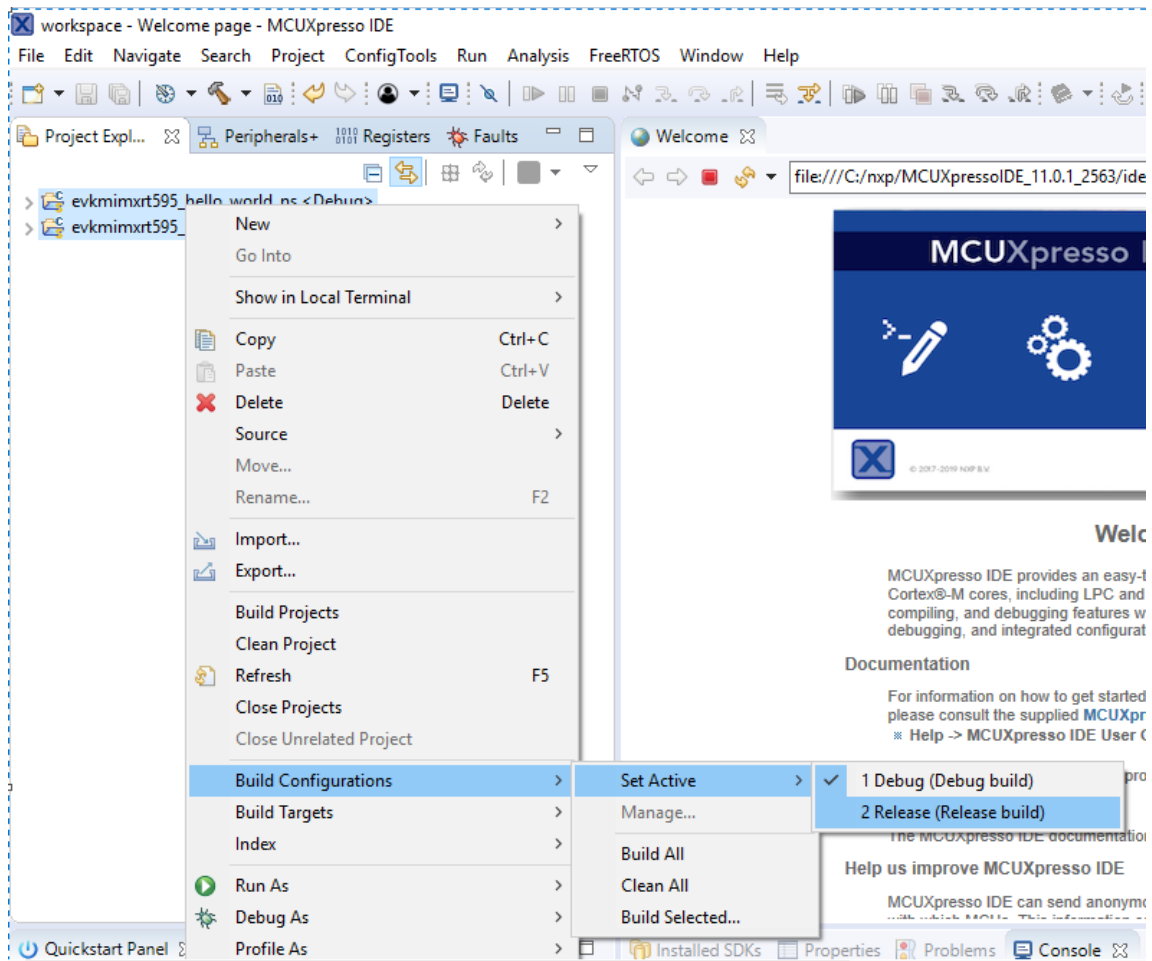 workspace - Welcome page - MCUXpresso IDE
File Edit Navigate Search Project ConfigTools Run Analysis FreeRTOS Window Help
Project Expl... Peripherals+ Registers Faults
Welcome
file:///C:/nxp/MCUXpressoIDE_11.0.1_2563/ide
evkmimxrt595_hello_world_ns <Debug>
evkmimxrt595_
New
Go Into
Show in Local Terminal
Copy Ctrl+C
Paste Ctrl+V
Delete Delete
Source
Move...
Rename... F2
Import...
Export...
Build Projects
Clean Project
Refresh F5
Close Projects
Close Unrelated Project
Build Configurations
Build Targets
Index
Run As
Debug As
Profile As
Set Active
Manage...
Build All
Clean All
Build Selected...
1 Debug (Debug build)
2 Release (Release build)
MCUXpresso
© 2017-2019 NXP B.V.
Welc
MCUXpresso IDE provides an easy-t
Cortex®-M cores, including LPC and
compiling, and debugging features w
debugging, and integrated configurat
Documentation
For information on how to get started
please consult the supplied MCUXpr
Help -> MCUXpresso IDE User
pro
The MCUXpresso IDE documentation
Help us improve MCUXpresso IDE
MCUXpresso IDE can send anonymo
with which MCUs. This information
Quickstart Panel
Installed SDKs Properties Problems Console